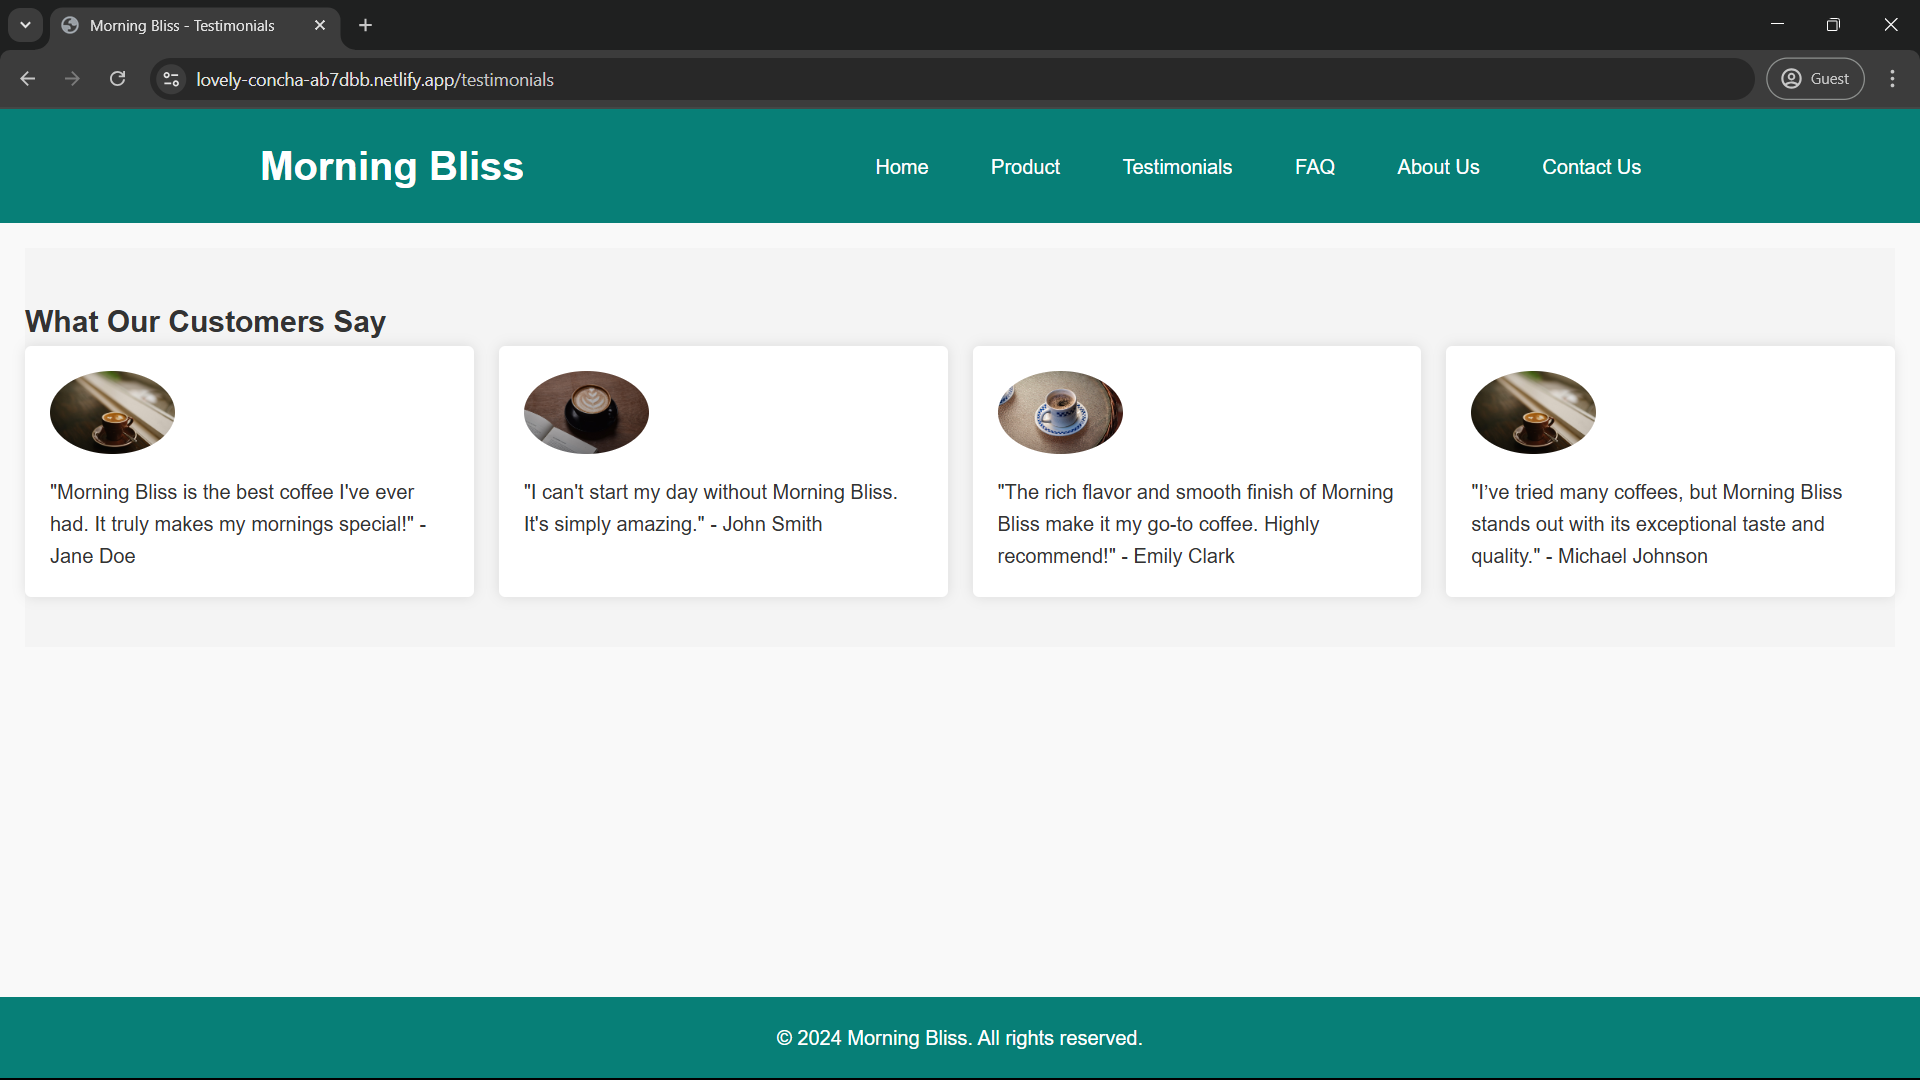 Morning Bliss - Testimonials
lovely-concha-ab7dbb.netlify.app/testimonials
Guest
Morning Bliss
Home
Product
Testimonials
FAQ
About Us
Contact Us
What Our Customers Say
"Morning Bliss is the best coffee I've ever
had. It truly makes my mornings special!" -
Jane Doe
"I can't start my day without Morning Bliss.
It's simply amazing." - John Smith
"The rich flavor and smooth finish of Morning
Bliss make it my go-to coffee. Highly
recommend!" - Emily Clark
"I’ve tried many coffees, but Morning Bliss
stands out with its exceptional taste and
quality." - Michael Johnson
© 2024 Morning Bliss. All rights reserved.